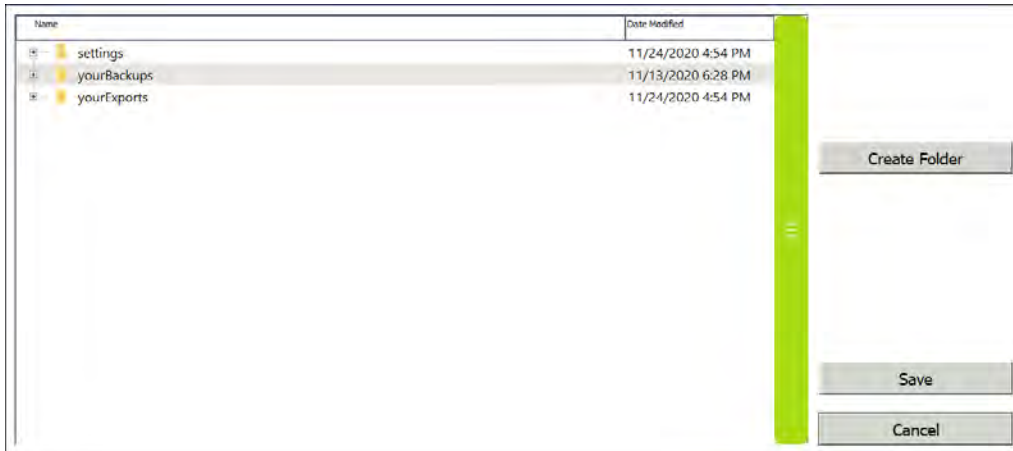 Name Date Modified
settings 11/24/2020 4:54 PM
yourBackups 11/13/2020 6:28 PM
yourExports 11/24/2020 4:54 PM
Create Folder
Save
Cancel